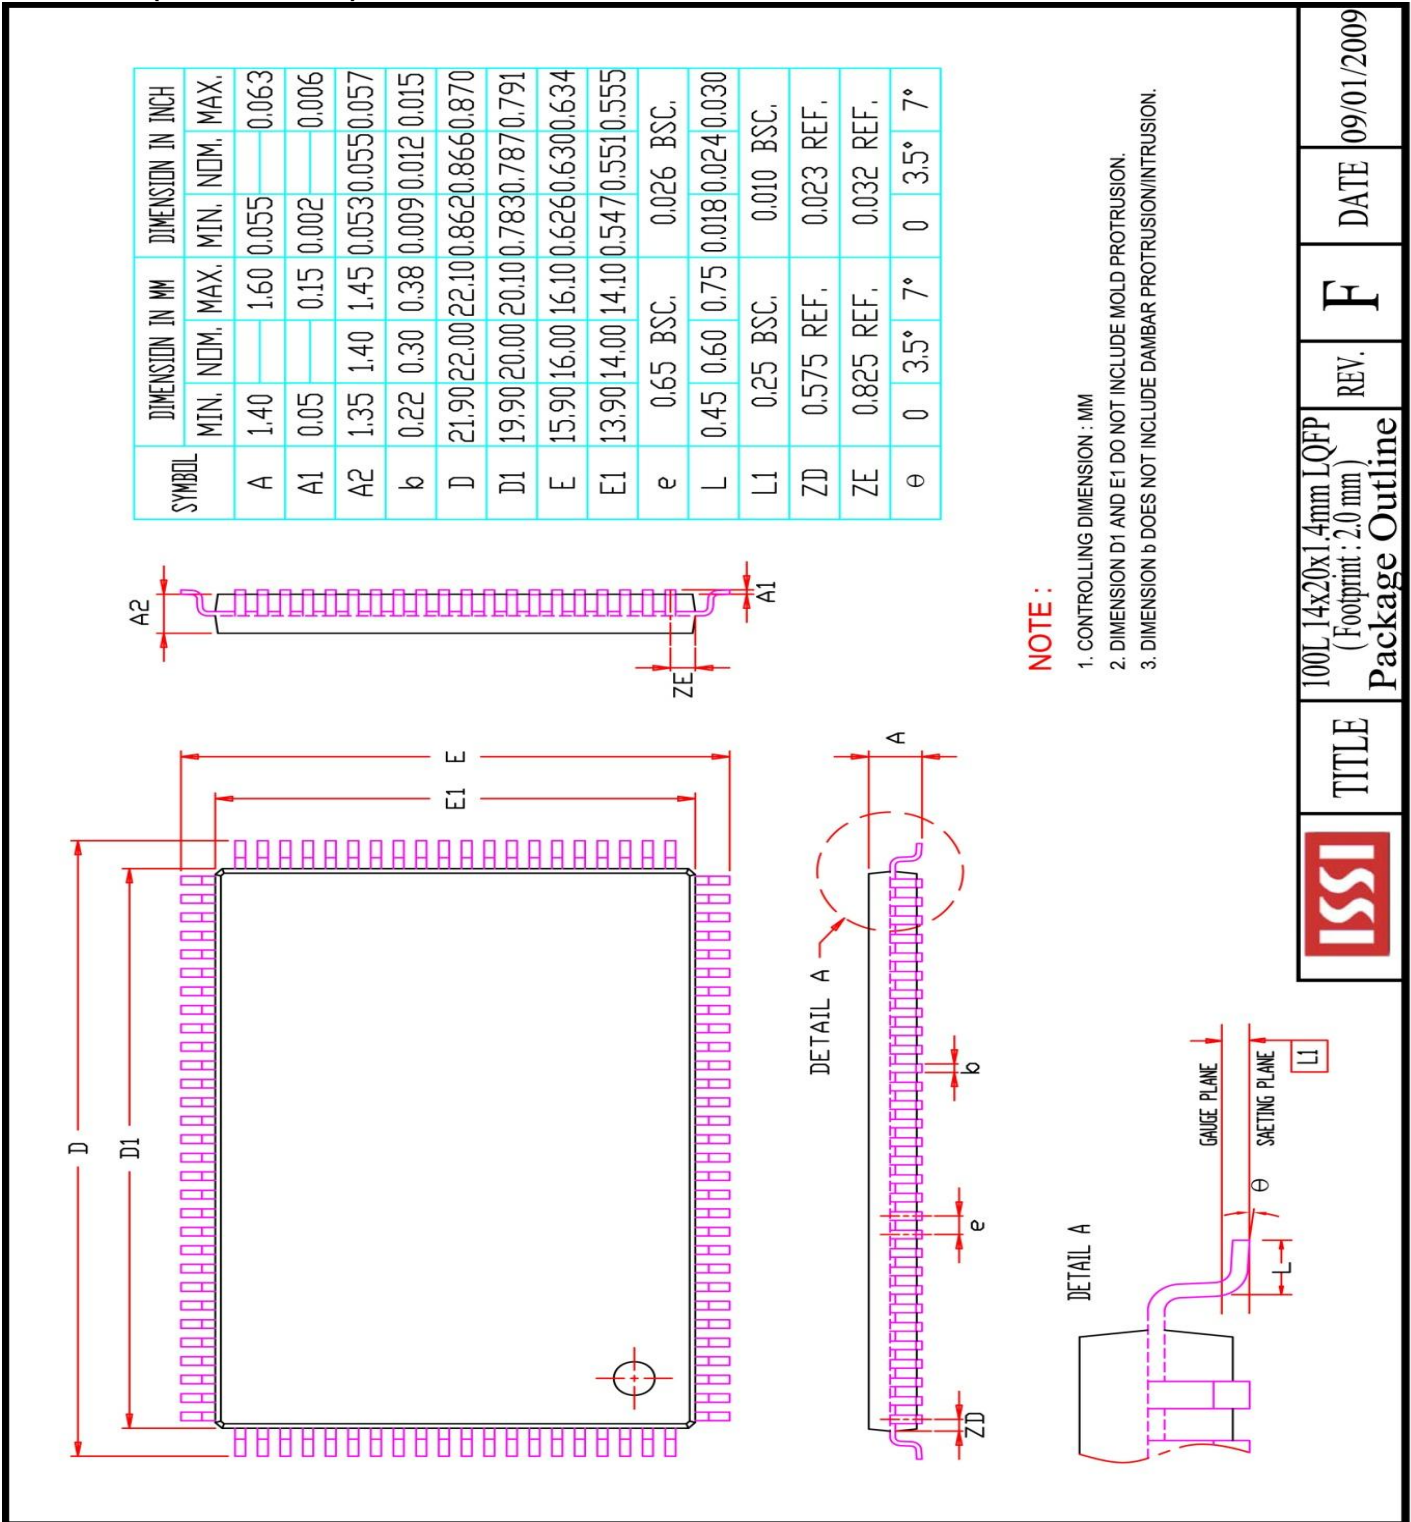 SYMBOL DIMENSION IN MM DIMENSION IN INCH
MIN. NOM. MAX. MIN. NOM. MAX.
A 1.40 1.60 0.055 0.063
A1 0.05 0.15 0.002 0.006
A2 1.35 1.40 1.45 0.053 0.055 0.057
b 0.22 0.30 0.38 0.009 0.012 0.015
D 21.90 22.00 22.10 0.862 0.866 0.870
D1 19.90 20.00 20.10 0.783 0.787 0.791
E 15.90 16.00 16.10 0.626 0.630 0.634
E1 13.90 14.00 14.10 0.547 0.551 0.555
e 0.65 BSC. 0.026 BSC.
L 0.45 0.60 0.75 0.018 0.024 0.030
L1 0.25 BSC. 0.010 BSC.
ZD 0.575 REF. 0.023 REF.
ZE 0.825 REF. 0.032 REF.
θ 0 3.5° 7° 0 3.5° 7°
D
D1
E
E1
A2
A1
ZE
A
DETAIL A
b
e
ZD
DETAIL A
GAUGE PLANE
SAETING PLANE
L1
θ
L
NOTE :
1. CONTROLLING DIMENSION : MM
2. DIMENSION D1 AND E1 DO NOT INCLUDE MOLD PROTRUSION.
3. DIMENSION b DOES NOT INCLUDE DAMBAR PROTRUSION/INTRUSION.
ISSI
TITLE
100L 14x20x1.4mm LQFP
(Footprint : 2.0 mm)
Package Outline
REV.
F
DATE
09/01/2009